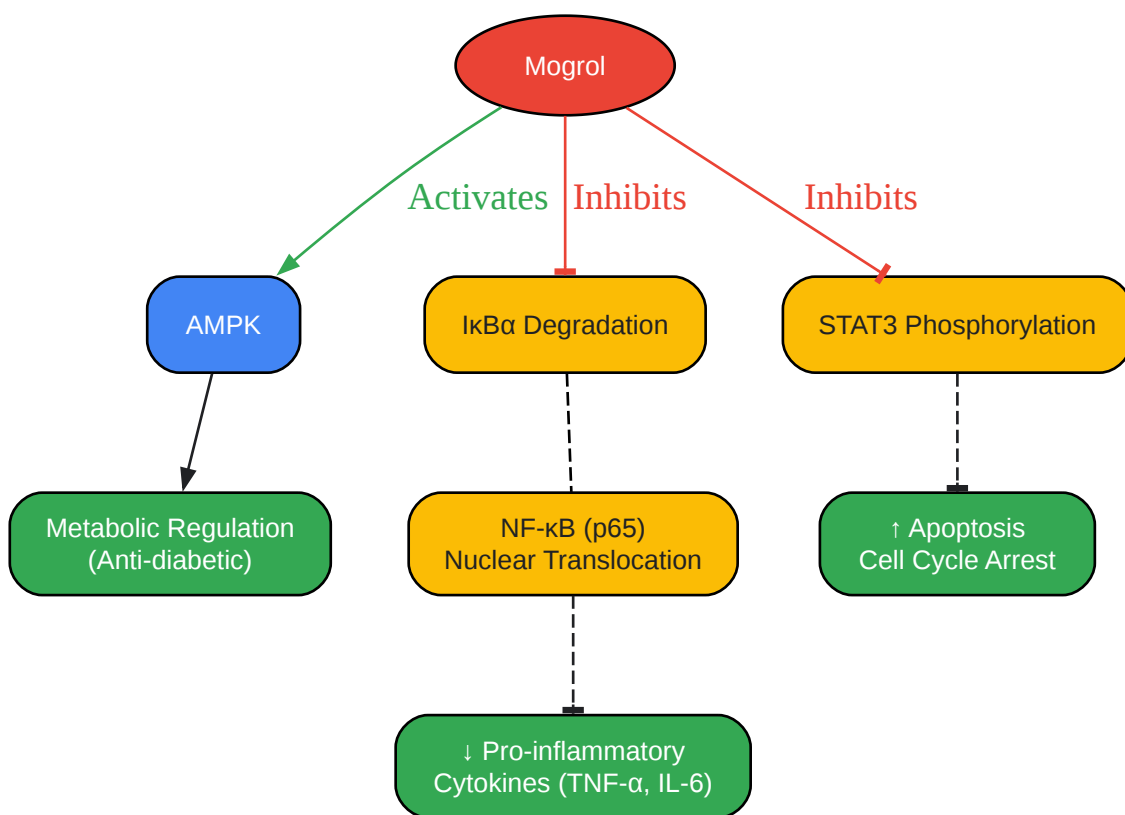 Mogrol
Activates
Inhibits
Inhibits
AMPK
IκBα Degradation
STAT3 Phosphorylation
Metabolic Regulation
(Anti-diabetic)
NF-κB (p65)
Nuclear Translocation
↑ Apoptosis
Cell Cycle Arrest
↓ Pro-inflammatory
Cytokines (TNF-α, IL-6)